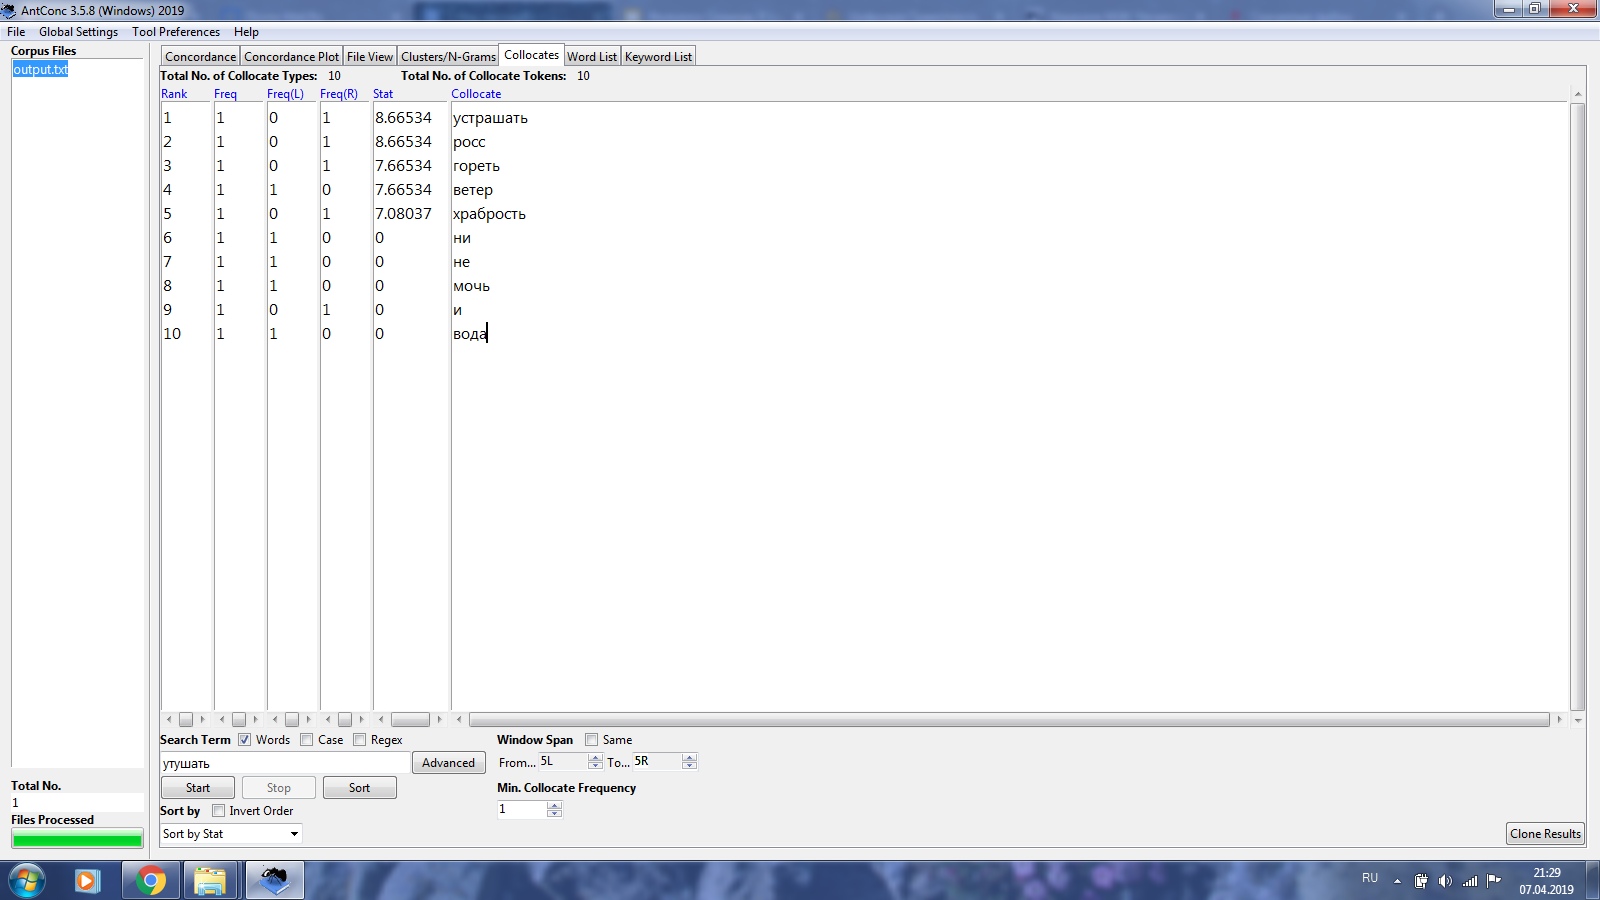 AntConc 3.5.8 (Windows) 2019
File Global Settings Tool Preferences Help
Corpus Files
output.txt
Concordance Concordance Plot File View Clusters/N-Grams Collocates Word List Keyword List
Total No. of Collocate Types: 10 Total No. of Collocate Tokens: 10
Rank Freq Freq(L) Freq(R) Stat Collocate
1 1 0 1 8.66534 устрашать
2 1 0 1 8.66534 росс
3 1 0 1 7.66534 гореть
4 1 1 0 7.66534 ветер
5 1 0 1 7.08037 храбрость
6 1 1 0 0 ни
7 1 1 0 0 не
8 1 1 0 0 мочь
9 1 0 1 0 и
10 1 1 0 0 вода
Search Term Words Case Regex Window Span Same
утушать Advanced From... 5L To... 5R
Start Stop Sort Min. Collocate Frequency
Sort by Invert Order 1
Sort by Stat Clone Results
Total No.
1
Files Processed
RU 21:29
07.04.2019